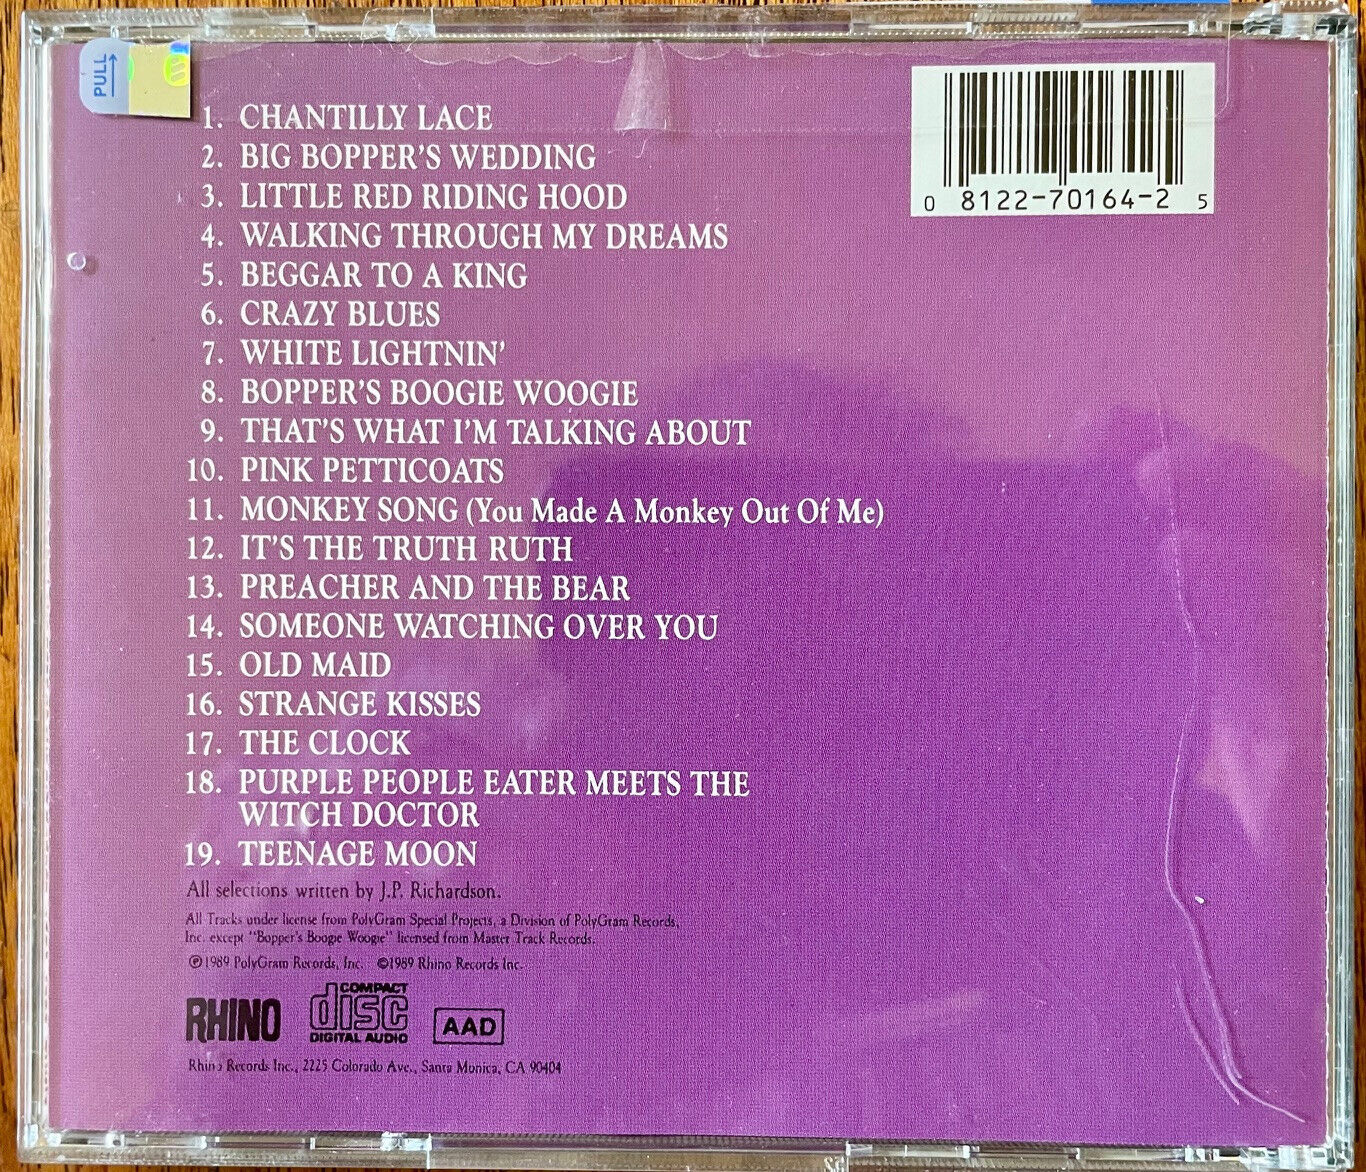 PULL
1. CHANTILLY LACE
2. BIG BOPPER'S WEDDING
3. LITTLE RED RIDING HOOD
4. WALKING THROUGH MY DREAMS
5. BEGGAR TO A KING
6. CRAZY BLUES
7. WHITE LIGHTNIN'
8. BOPPER'S BOOGIE WOOGIE
9. THAT'S WHAT I'M TALKING ABOUT
10. PINK PETTICOATS
11. MONKEY SONG (You Made A Monkey Out Of Me)
12. IT'S THE TRUTH RUTH
13. PREACHER AND THE BEAR
14. SOMEONE WATCHING OVER YOU
15. OLD MAID
16. STRANGE KISSES
17. THE CLOCK
18. PURPLE PEOPLE EATER MEETS THE
WITCH DOCTOR
19. TEENAGE MOON
0 81227-0164-2 5
All selections written by J.P. Richardson.
All Tracks under license from PolyGram Special Projects, a Division of PolyGram Records,
Inc. except "Bopper's Boogie Woogie" licensed from Master Track Records.
℗1989 PolyGram Records, Inc. ©1989 Rhino Records Inc.
RHINO
COMPACT
disc
DIGITAL AUDIO
AAD
Rhino Records Inc., 2225 Colorado Ave., Santa Monica, CA 90404